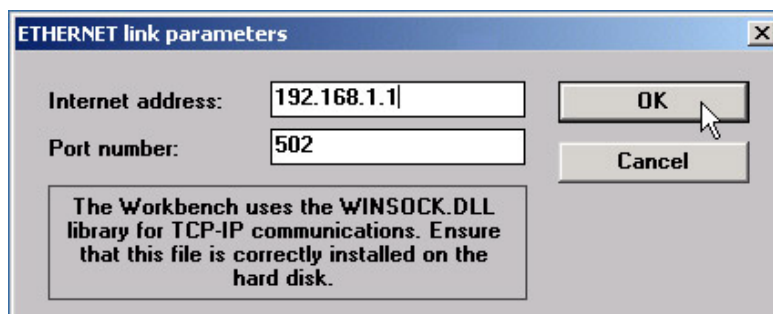 ETHERNET link parameters
Internet address:
192.168.1.1
OK
Port number:
502
Cancel
The Workbench uses the WINSOCK.DLL
library for TCP-IP communications. Ensure
that this file is correctly installed on the
hard disk.